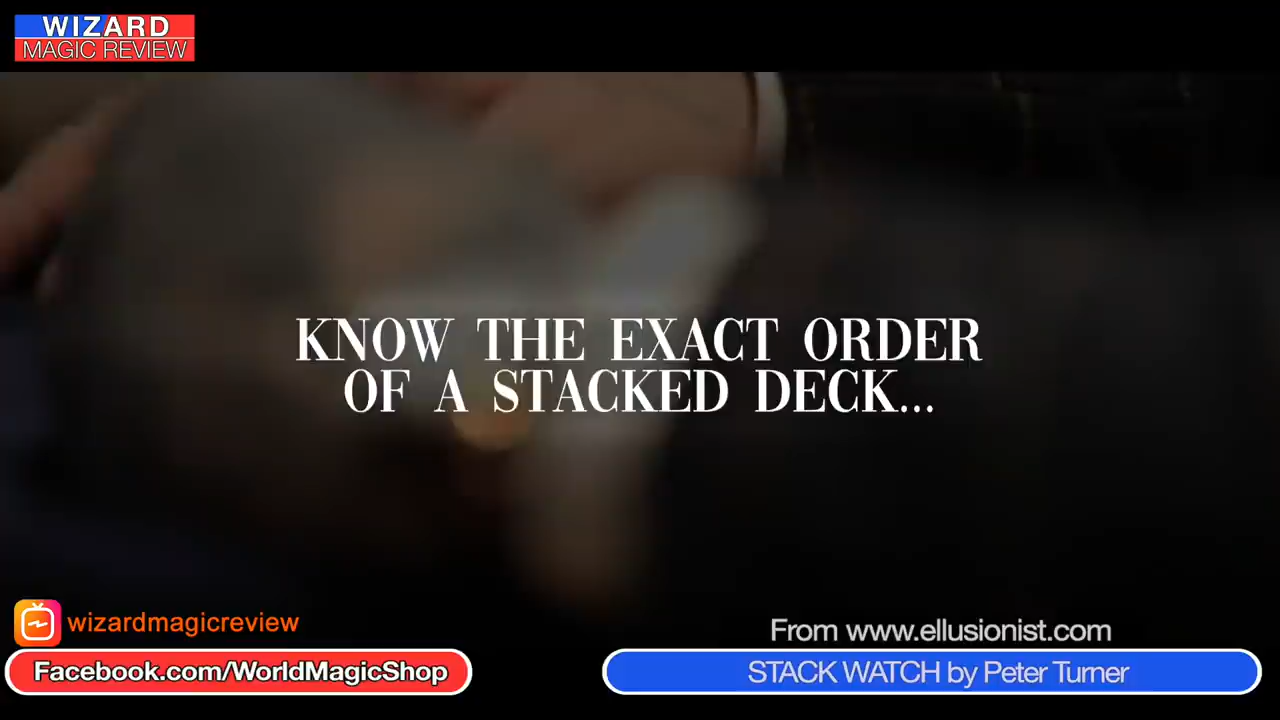 WIZARD
MAGIC REVIEW
KNOW THE EXACT ORDER
OF A STACKED DECK...
wizardmagicreview
From www.ellusionist.com
Facebook.com/WorldMagicShop
STACK WATCH by Peter Turner